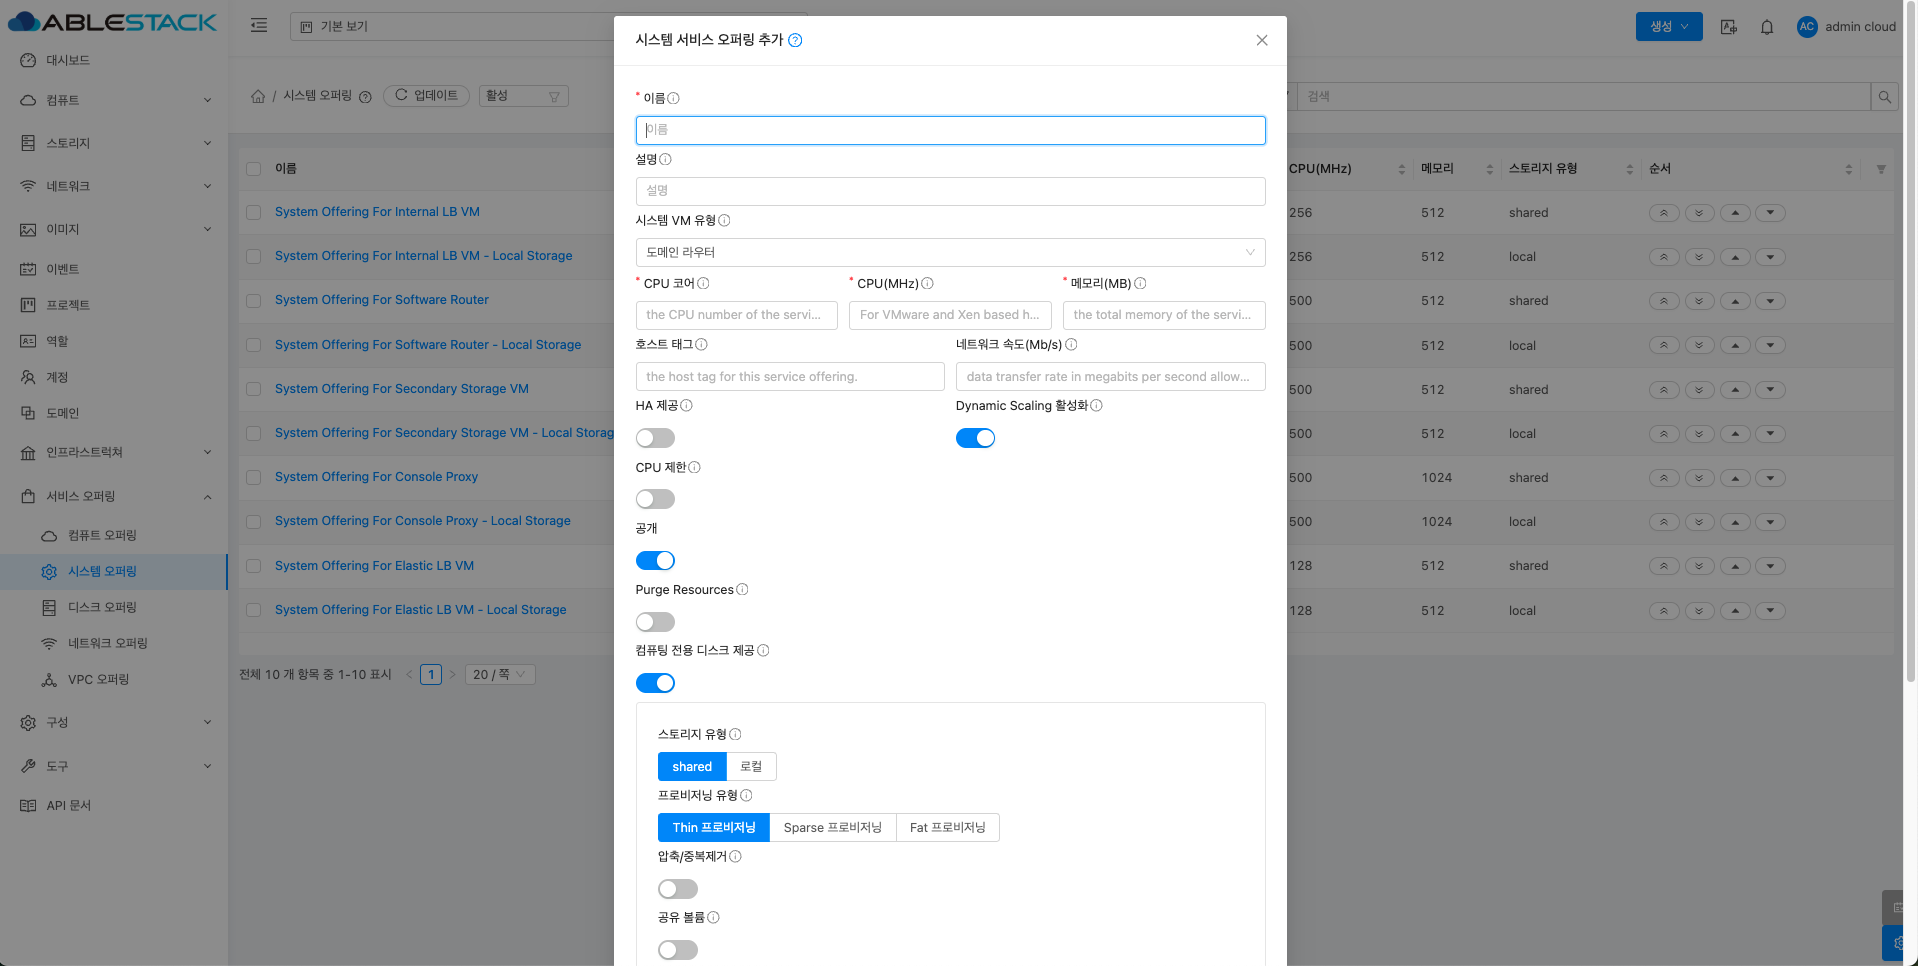 ABLESTACK
기본 보기
생성
AC
admin cloud
대시보드
컴퓨트
스토리지
네트워크
이미지
이벤트
프로젝트
역할
계정
도메인
인프라스트럭쳐
서비스 오퍼링
컴퓨트 오퍼링
시스템 오퍼링
디스크 오퍼링
네트워크 오퍼링
VPC 오퍼링
구성
도구
API 문서
/ 시스템 오퍼링
업데이트
활성
검색
이름
CPU(MHz)
메모리
스토리지 유형
순서
System Offering For Internal LB VM
256
512
shared
System Offering For Internal LB VM - Local Storage
256
512
local
System Offering For Software Router
500
512
shared
System Offering For Software Router - Local Storage
500
512
local
System Offering For Secondary Storage VM
500
512
shared
System Offering For Secondary Storage VM - Local Storag
500
512
local
System Offering For Console Proxy
500
1024
shared
System Offering For Console Proxy - Local Storage
500
1024
local
System Offering For Elastic LB VM
128
512
shared
System Offering For Elastic LB VM - Local Storage
128
512
local
전체 10 개 항목 중 1-10 표시
1
20 / 쪽
시스템 서비스 오퍼링 추가
* 이름
이름
설명
설명
시스템 VM 유형
도메인 라우터
* CPU 코어
* CPU(MHz)
* 메모리(MB)
the CPU number of the servi...
For VMware and Xen based h...
the total memory of the servi...
호스트 태그
네트워크 속도(Mb/s)
the host tag for this service offering.
data transfer rate in megabits per second allow...
HA 제공
Dynamic Scaling 활성화
CPU 제한
공개
Purge Resources
컴퓨팅 전용 디스크 제공
스토리지 유형
shared
로컬
프로비저닝 유형
Thin 프로비저닝
Sparse 프로비저닝
Fat 프로비저닝
압축/중복제거
공유 볼륨